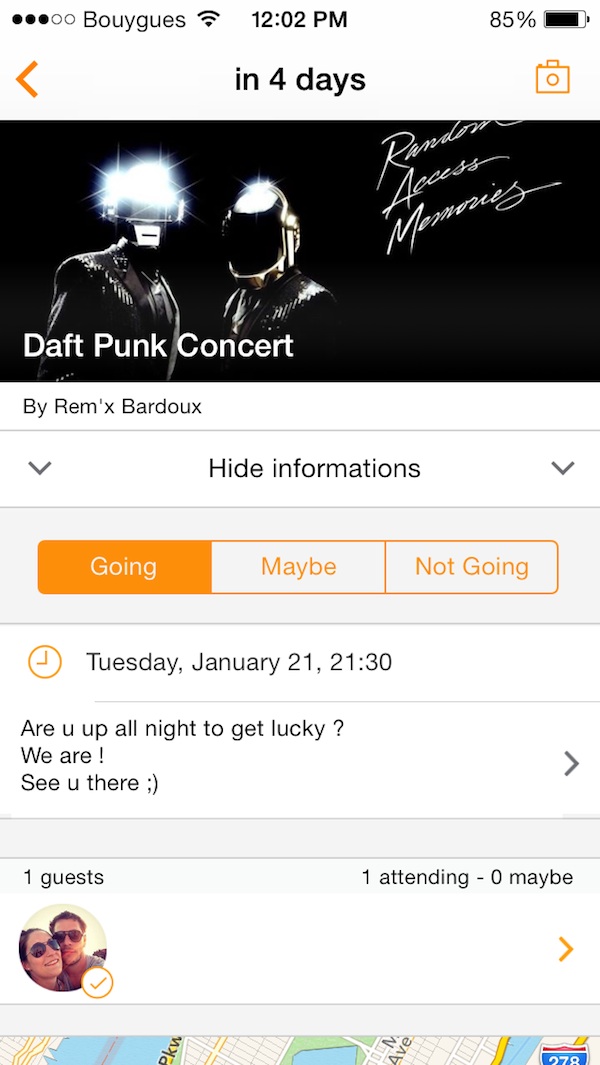 Bouygues 12:02 PM 85%
in 4 days
Random
Access
Memories
Daft Punk Concert
By Rem'x Bardoux
Hide informations
Going Maybe Not Going
Tuesday, January 21, 21:30
Are u up all night to get lucky ?
We are !
See u there ;)
1 guests 1 attending - 0 maybe
Pkw
Ave
278